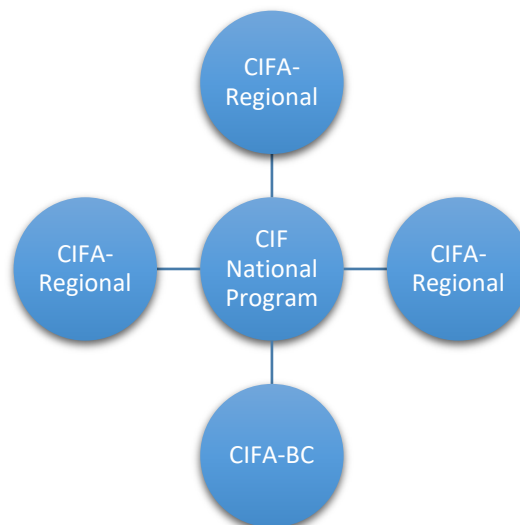 CIFA-
Regional
CIFA-
Regional
CIF
National
Program
CIFA-
Regional
CIFA-BC